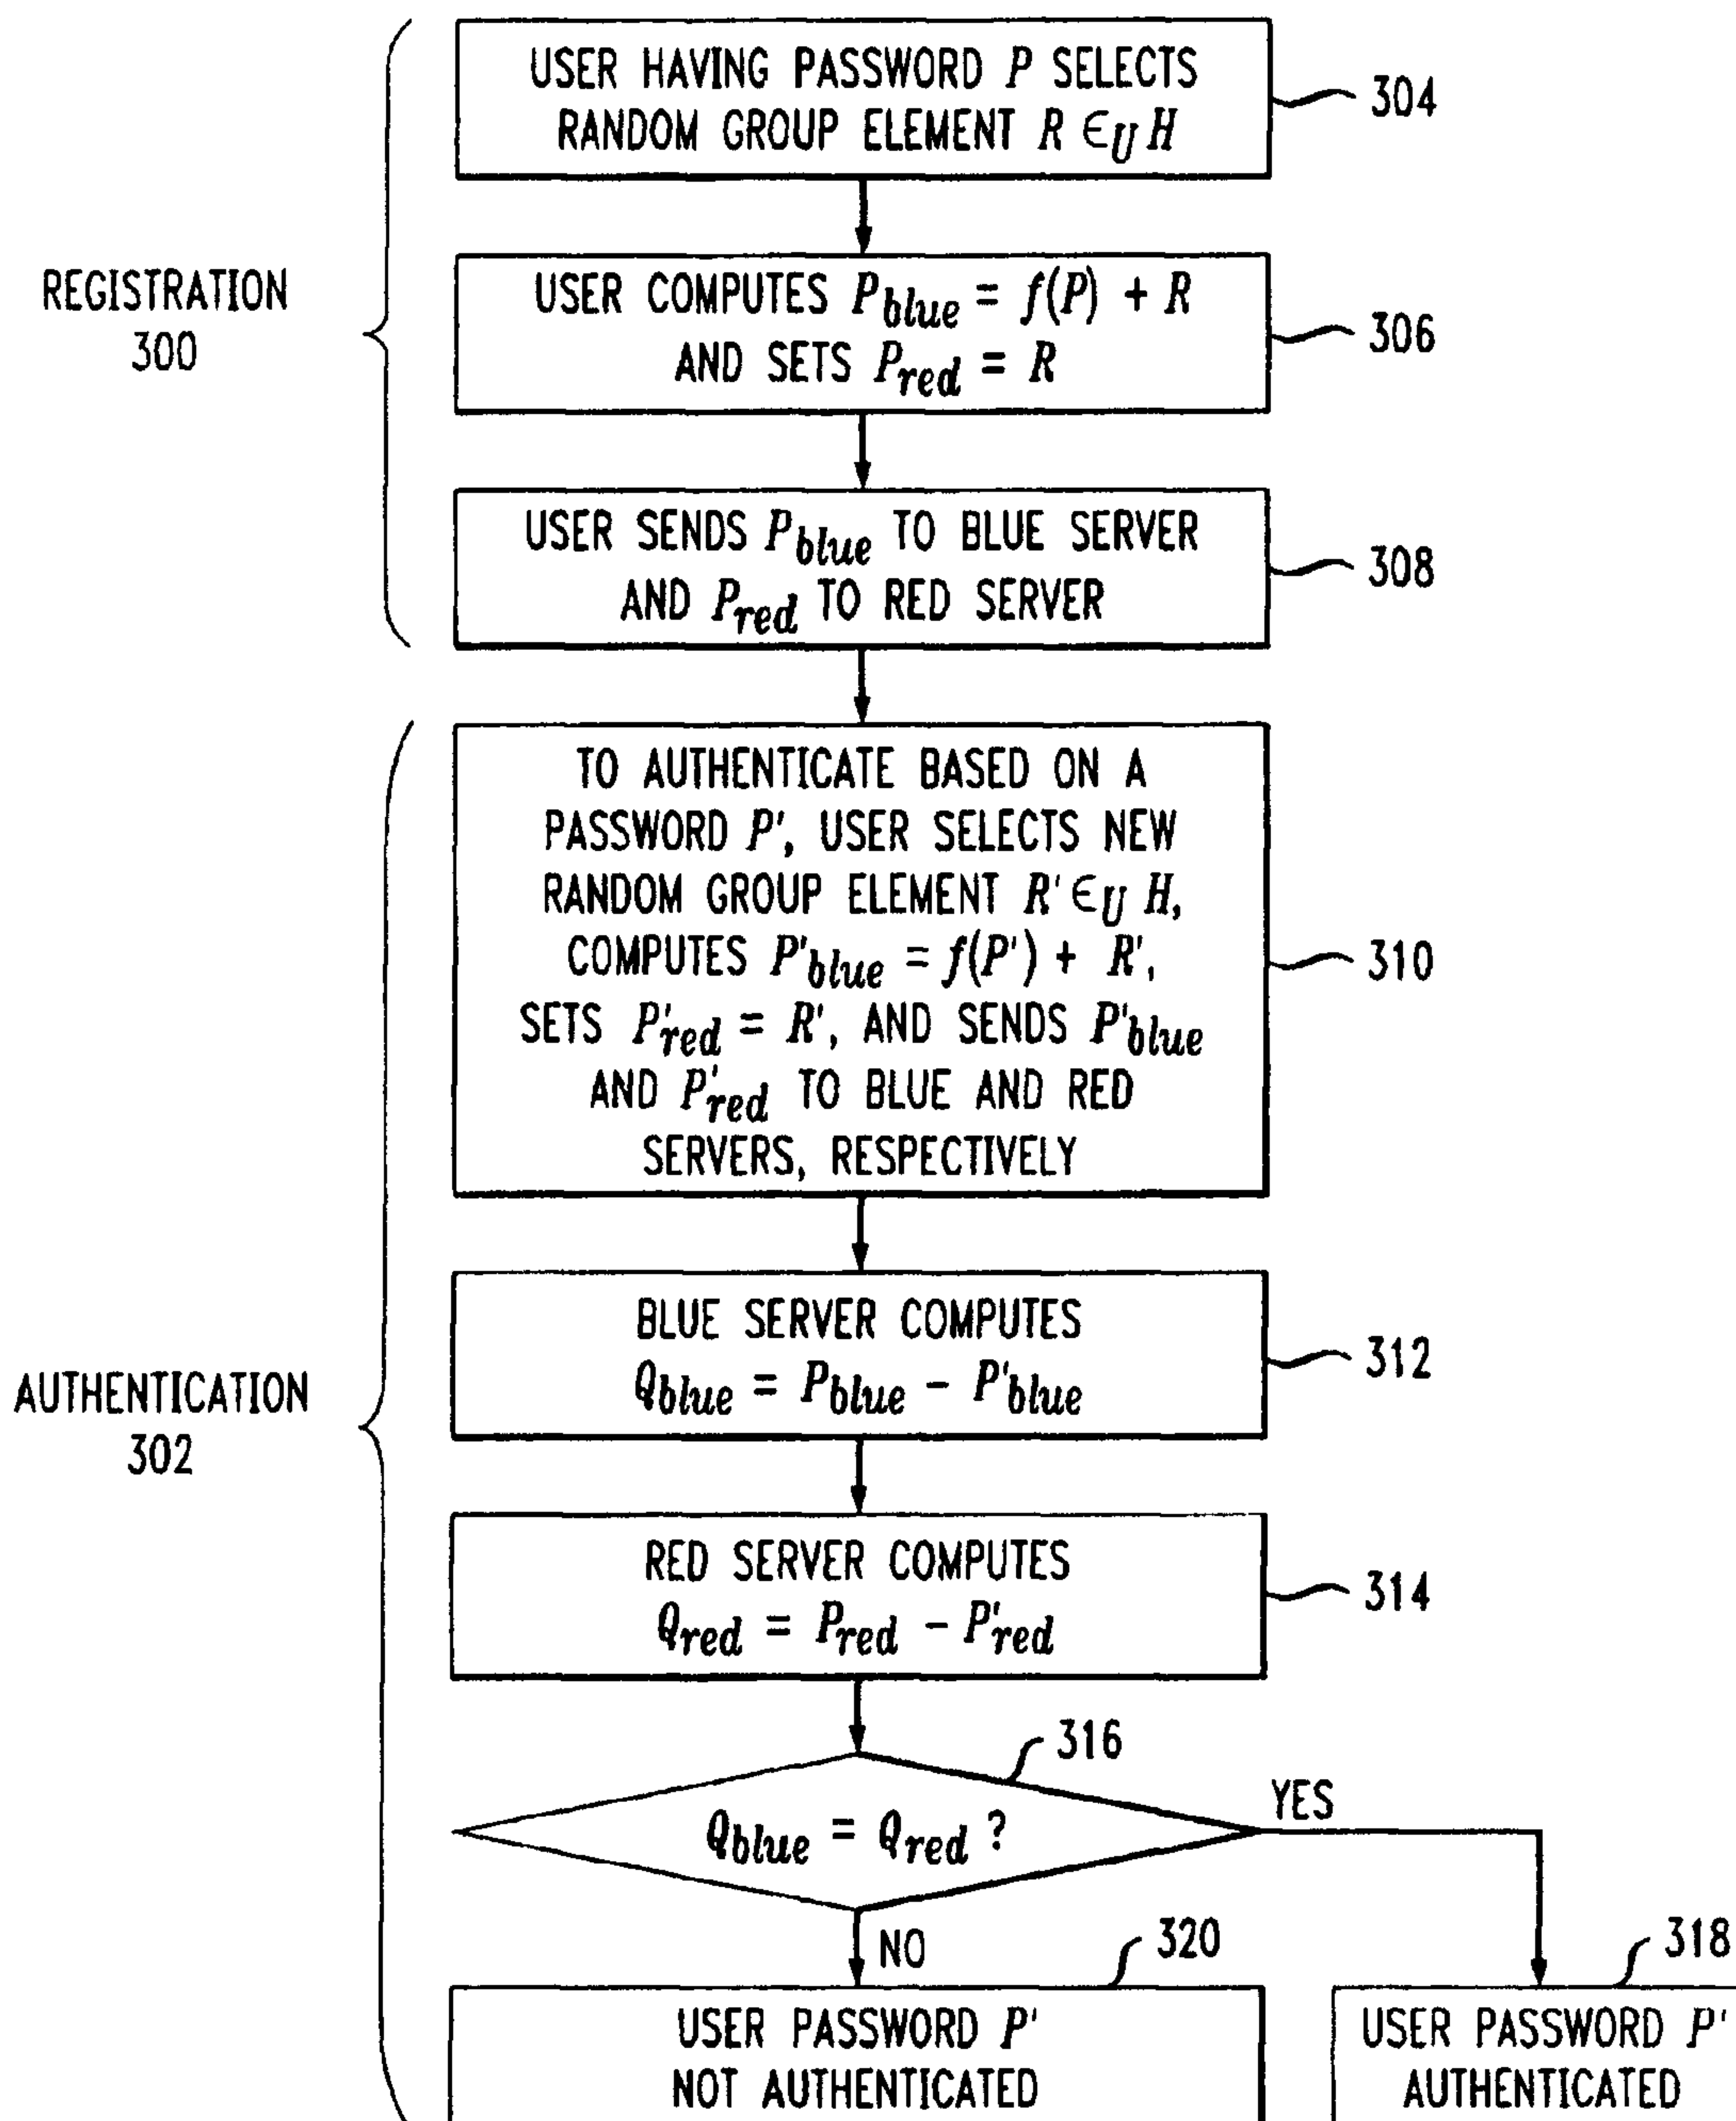 USER HAVING PASSWORD P SELECTS
RANDOM GROUP ELEMENT R ∈U H
304
REGISTRATION
300
USER COMPUTES Pblue = f(P) + R
AND SETS Pred = R
306
USER SENDS Pblue TO BLUE SERVER
AND Pred TO RED SERVER
308
TO AUTHENTICATE BASED ON A
PASSWORD P', USER SELECTS NEW
RANDOM GROUP ELEMENT R' ∈U H,
COMPUTES P'blue = f(P') + R',
SETS P'red = R', AND SENDS P'blue
AND P'red TO BLUE AND RED
SERVERS, RESPECTIVELY
310
AUTHENTICATION
302
BLUE SERVER COMPUTES
Qblue = Pblue - P'blue
312
RED SERVER COMPUTES
Qred = Pred - P'red
314
316
Qblue = Qred ?
YES
NO
320
318
USER PASSWORD P'
NOT AUTHENTICATED
USER PASSWORD P'
AUTHENTICATED